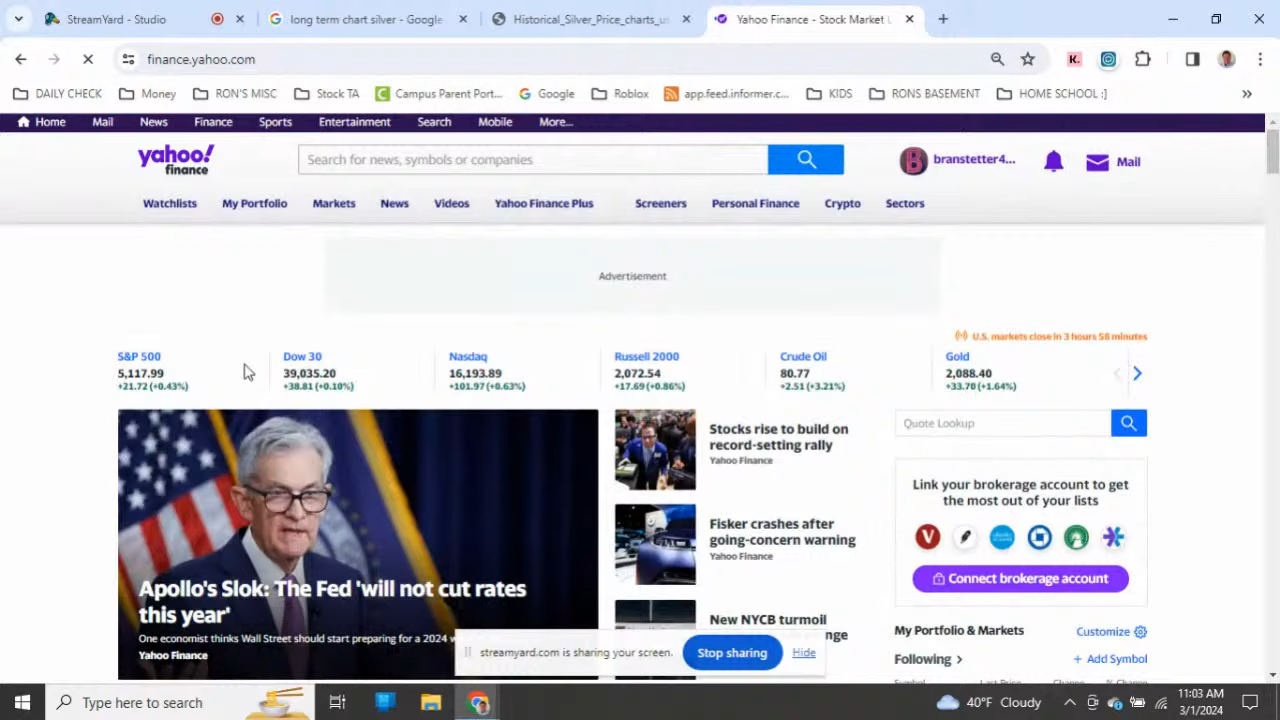 StreamYard - Studio
long term chart silver - Google
Historical_Silver_Price_charts_u
Yahoo Finance - Stock Market L
finance.yahoo.com
K.
DAILY CHECK
Money
RON'S MISC
Stock TA
Campus Parent Port...
Google
Roblox
app.feed.informer.c...
KIDS
RONS BASEMENT
HOME SCHOOL :]
»
Home
Mail
News
Finance
Sports
Entertainment
Search
Mobile
More...
yahoo!
finance
Search for news, symbols or companies
branstetter4...
Mail
Watchlists
My Portfolio
Markets
News
Videos
Yahoo Finance Plus
Screeners
Personal Finance
Crypto
Sectors
Advertisement
U.S. markets close in 3 hours 58 minutes
S&P 500
5,117.99
+21.72 (+0.43%)
Dow 30
39,035.20
+38.81 (+0.10%)
Nasdaq
16,193.89
+101.97 (+0.63%)
Russell 2000
2,072.54
+17.69 (+0.86%)
Crude Oil
80.77
+2.51 (+3.21%)
Gold
2,088.40
+33.70 (+1.64%)
Apollo's Slok: The Fed 'will not cut rates
this year'
One economist thinks Wall Street should start preparing for a 2024
Yahoo Finance
Stocks rise to build on
record-setting rally
Yahoo Finance
Fisker crashes after
going-concern warning
Yahoo Finance
New NYCB turmoil
Quote Lookup
Link your brokerage account to get
the most out of your lists
V
Connect brokerage account
My Portfolio & Markets
Customize
Following >
+ Add Symbol
Symbol
Last Price
Change
% Change
streamyard.com is sharing your screen.
Stop sharing
Hide
Type here to search
40°F Cloudy
11:03 AM
3/1/2024